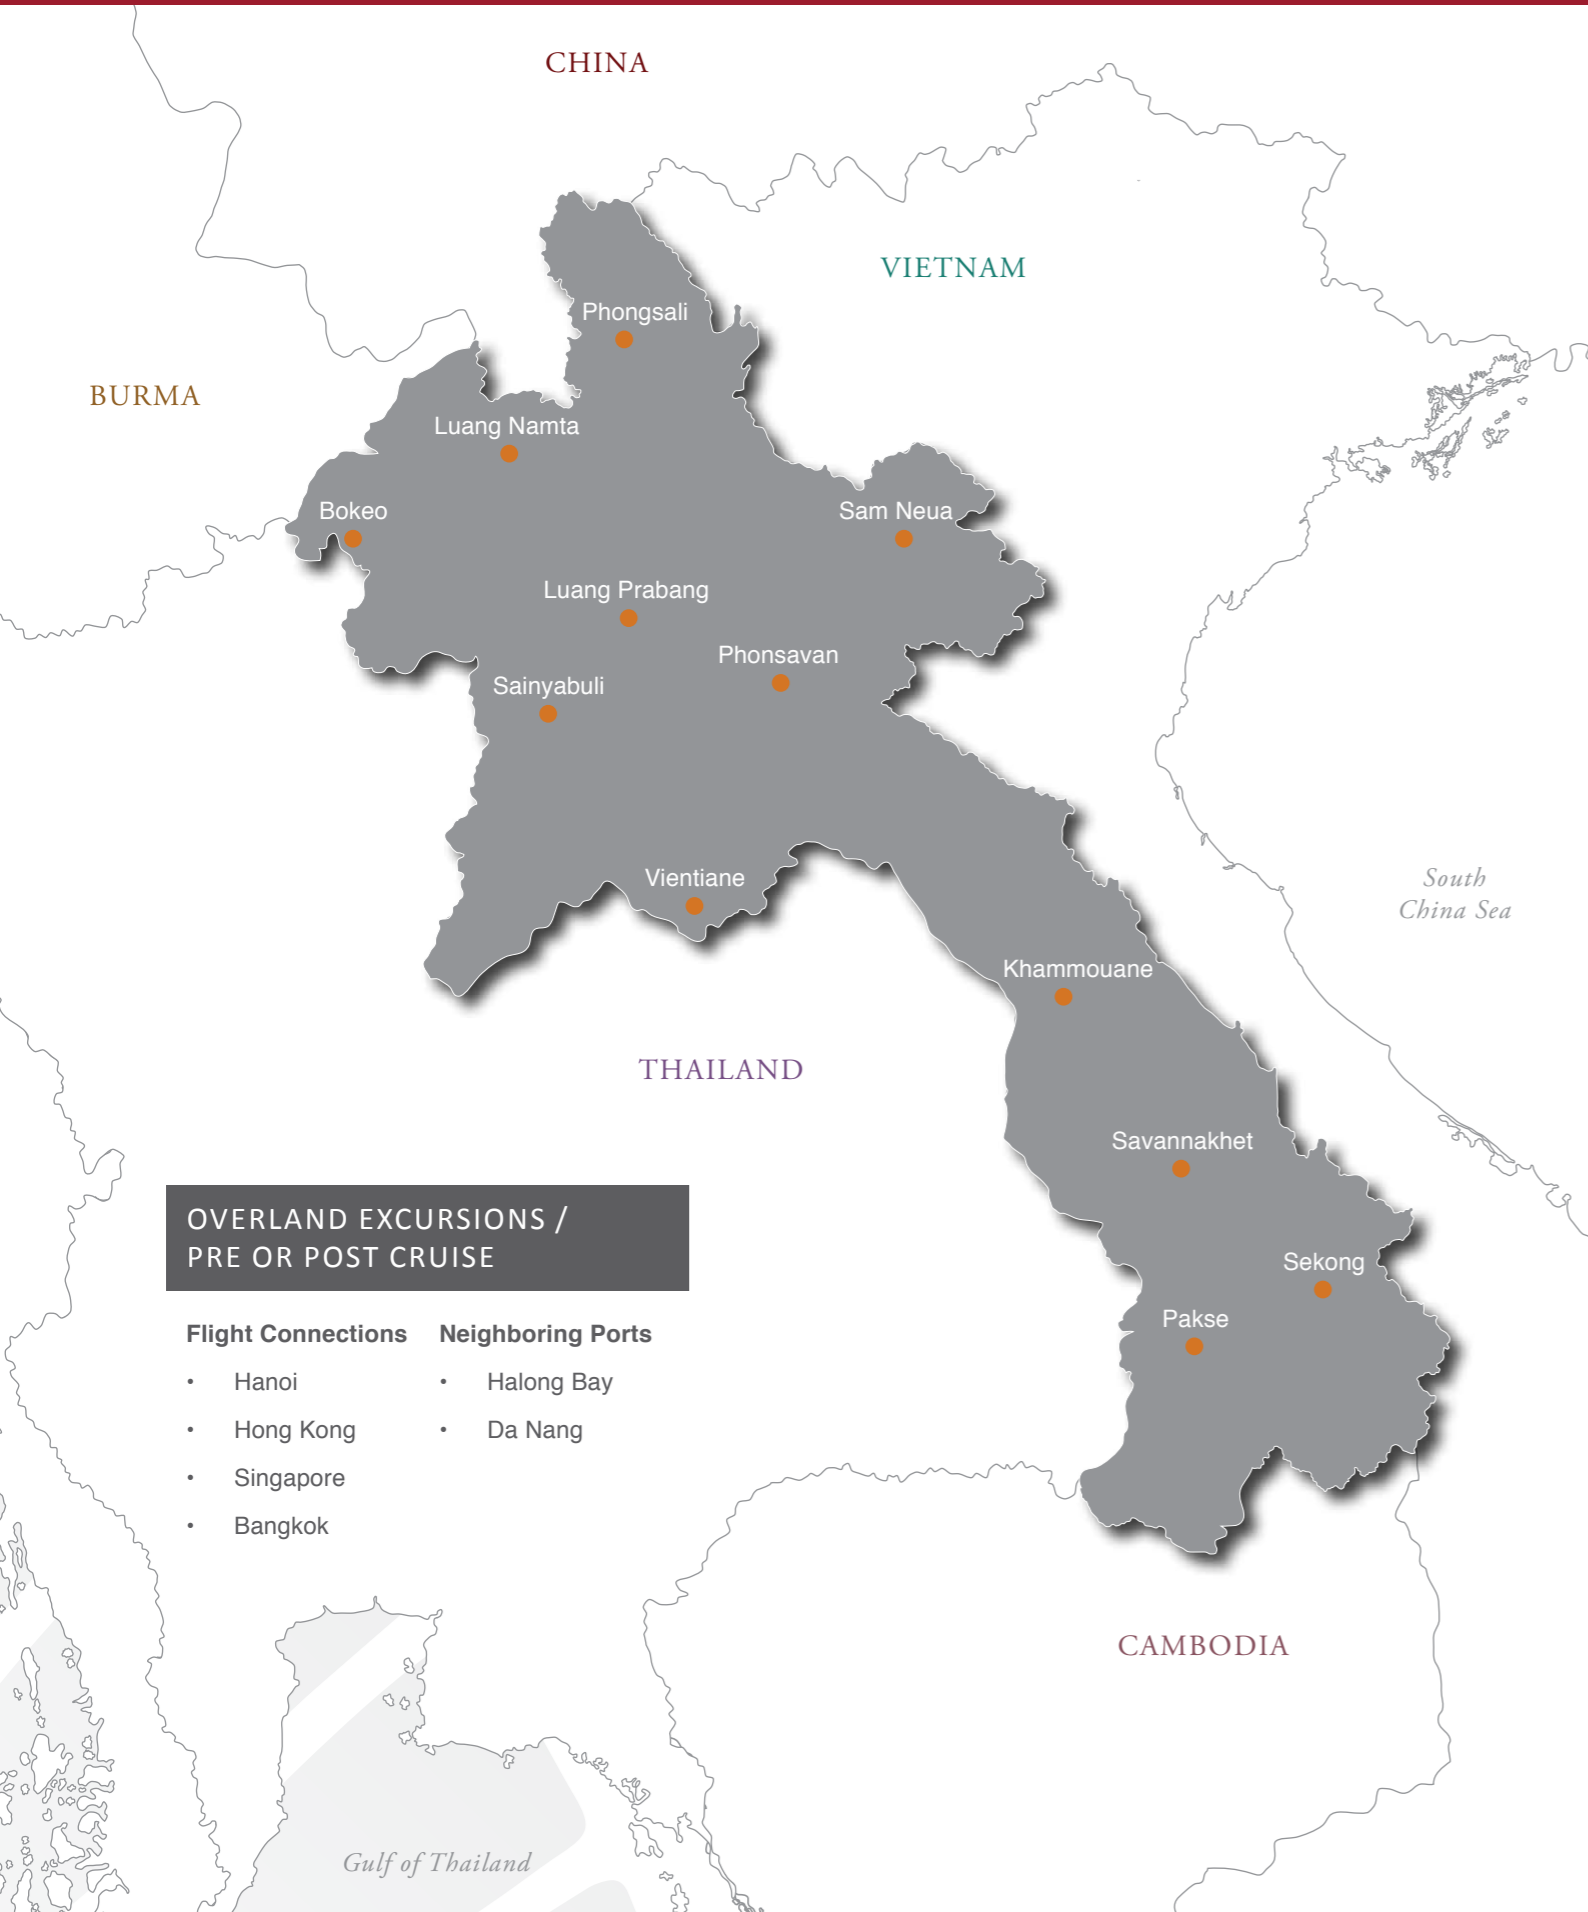 CHINA
VIETNAM
Phongsali
BURMA
Luang Namta
Bokeo
Sam Neua
Luang Prabang
Phonsavan
Sainyabuli
Vientiane
South
China Sea
Khammouane
THAILAND
Savannakhet
OVERLAND EXCURSIONS /
PRE OR POST CRUISE
Sekong
Pakse
Flight Connections
• Hanoi
• Hong Kong
• Singapore
• Bangkok
Neighboring Ports
• Halong Bay
• Da Nang
CAMBODIA
Gulf of Thailand